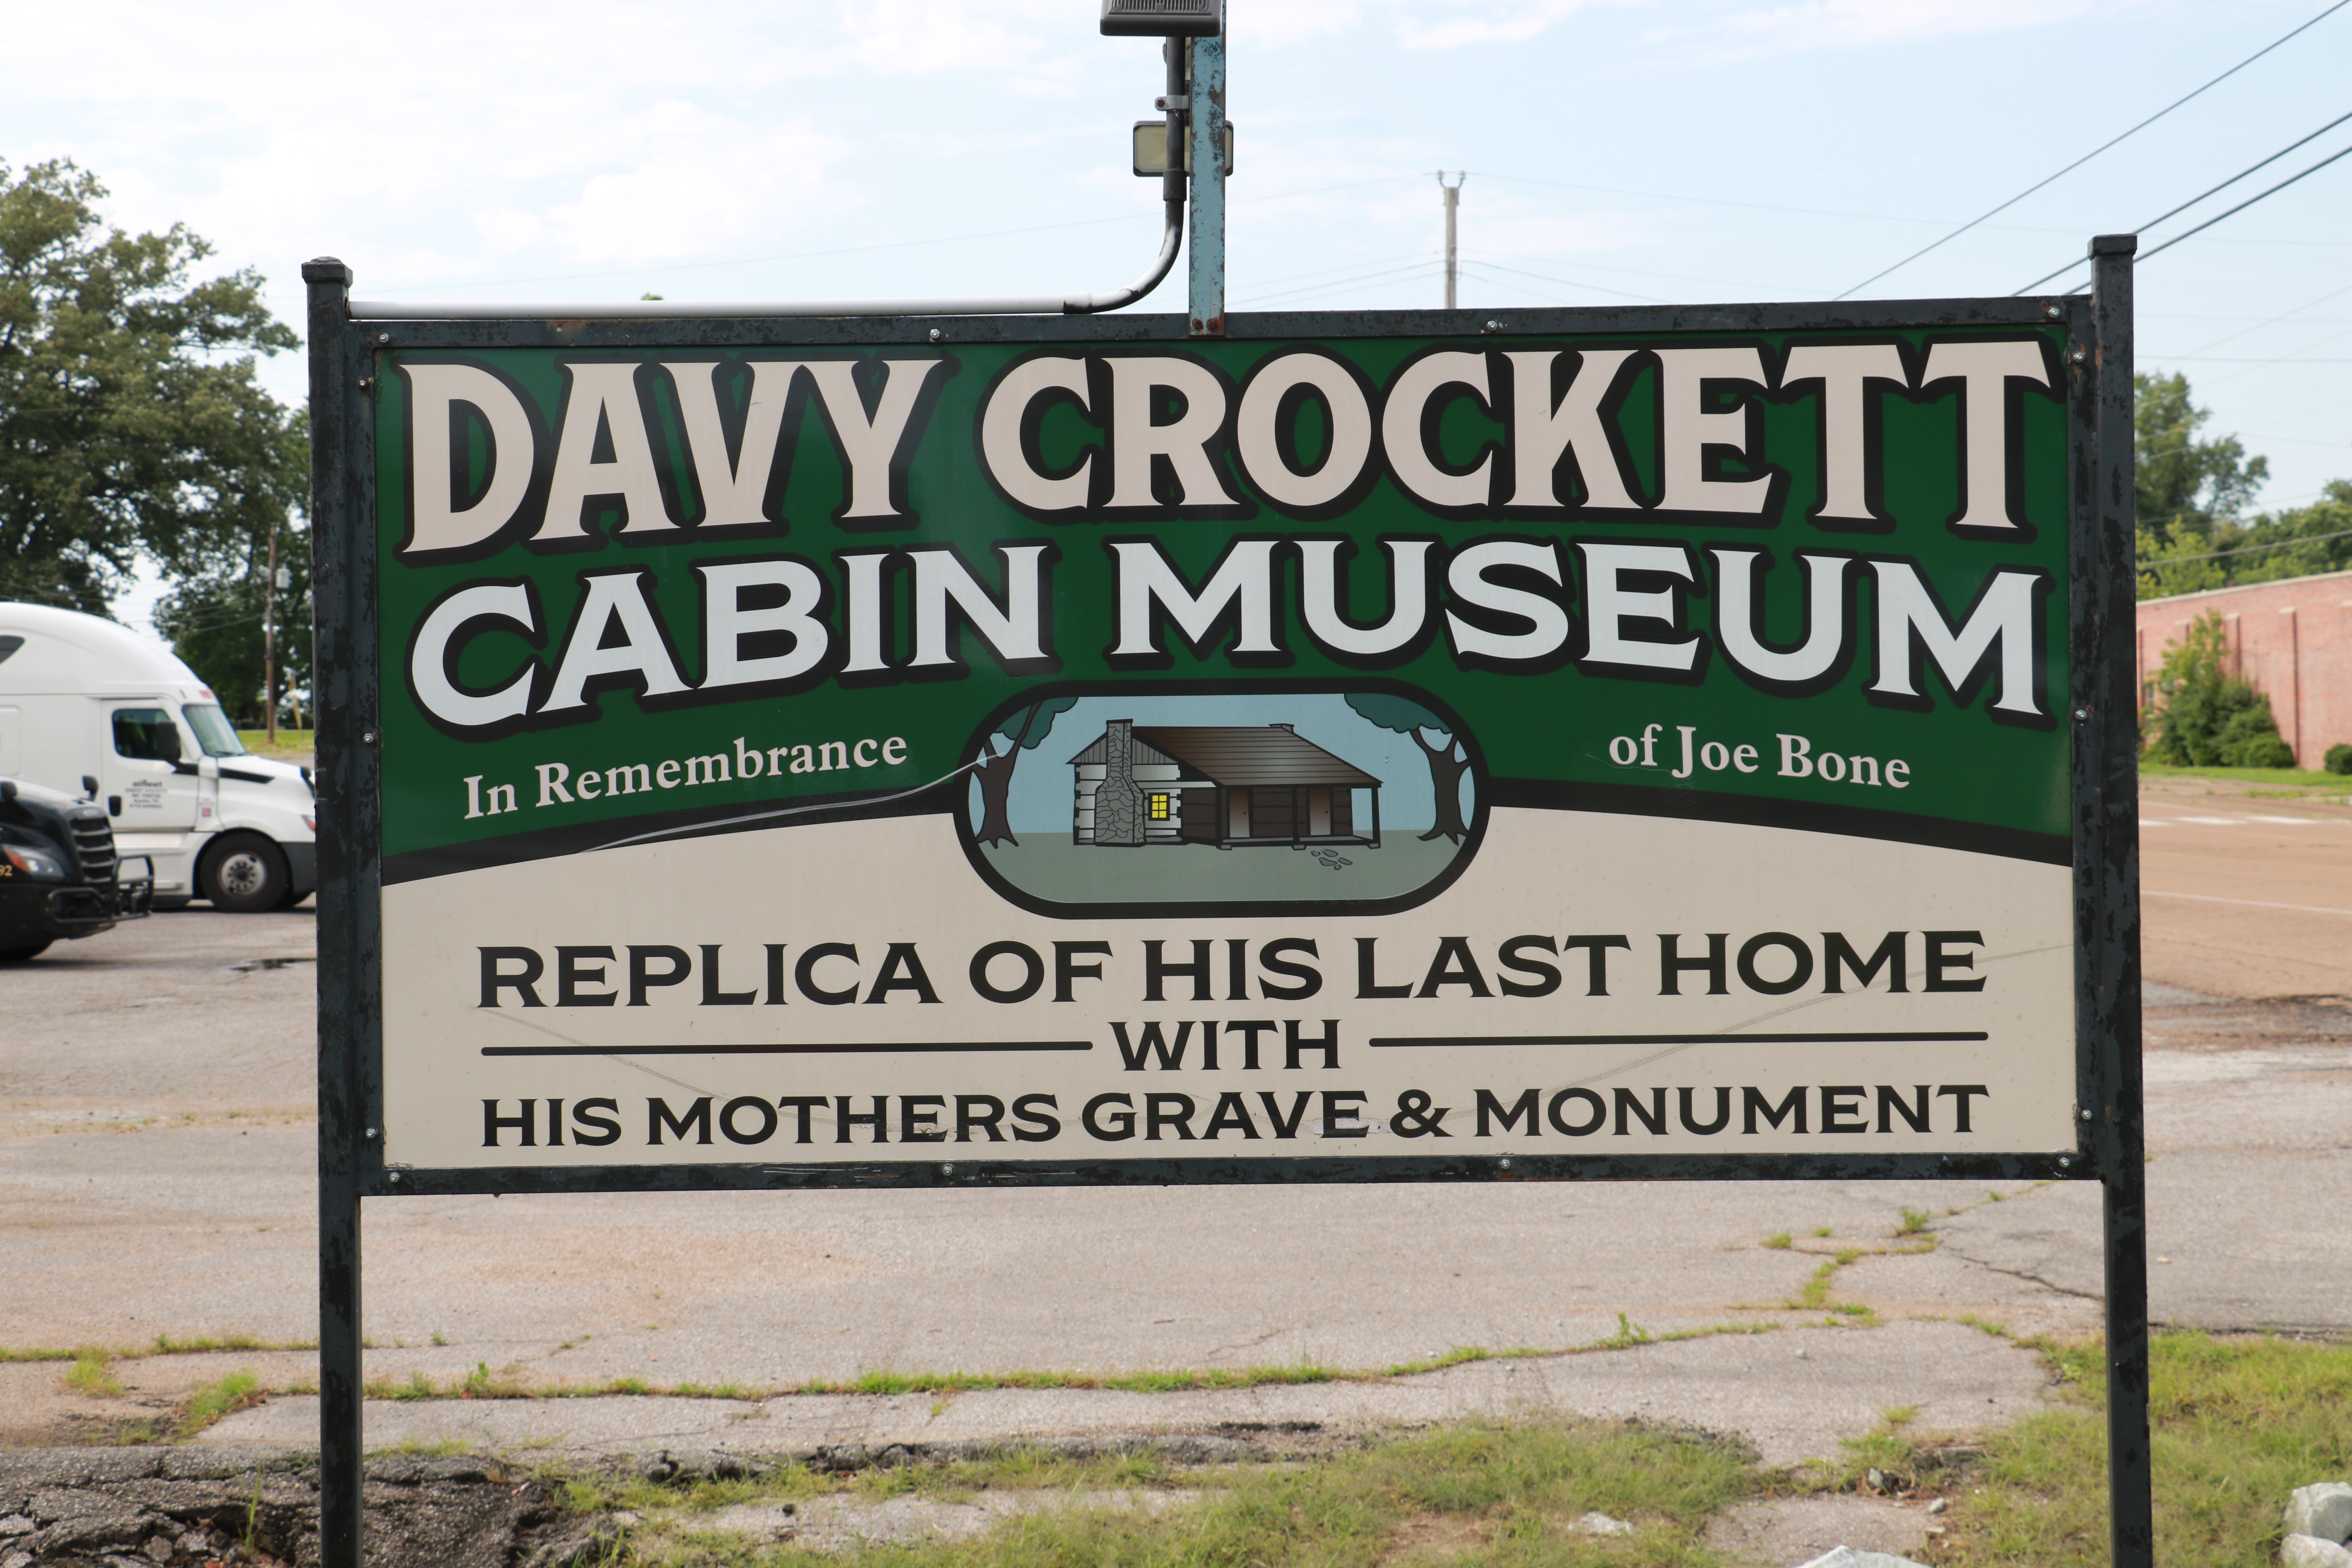 DAVY CROCKETT
CABIN MUSEUM
In Remembrance of Joe Bone
REPLICA OF HIS LAST HOME
WITH
HIS MOTHERS GRAVE & MONUMENT